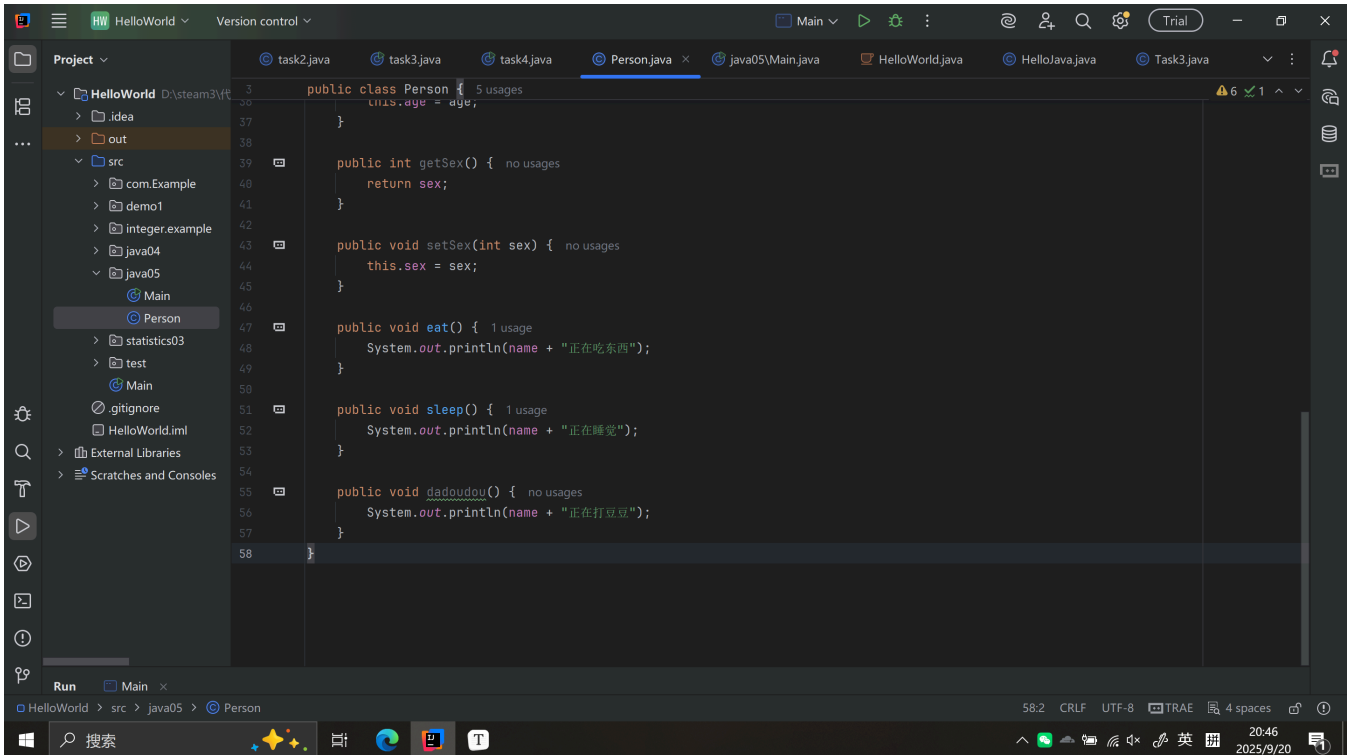 HW HelloWorld Version control Main Trial
Project
task2.java task3.java task4.java Person.java java05\Main.java HelloWorld.java HelloJava.java Task3.java
HelloWorld D:\steam3\代
.idea
out
src
com.Example
demo1
integer.example
java04
java05
Main
Person
statistics03
test
Main
.gitignore
HelloWorld.iml
External Libraries
Scratches and Consoles
3 public class Person { 5 usages
6 1
36 this.age = age;
37 }
38
39 public int getSex() { no usages
40 return sex;
41 }
42
43 public void setSex(int sex) { no usages
44 this.sex = sex;
45 }
46
47 public void eat() { 1 usage
48 System.out.println(name + "正在吃东西");
49 }
50
51 public void sleep() { 1 usage
52 System.out.println(name + "正在睡觉");
53 }
54
55 public void dadoudou() { no usages
56 System.out.println(name + "正在打豆豆");
57 }
58 }
Run Main
HelloWorld > src > java05 > Person
58:2 CRLF UTF-8 TRAE 4 spaces
搜索
T
英 拼
20:46
2025/9/20